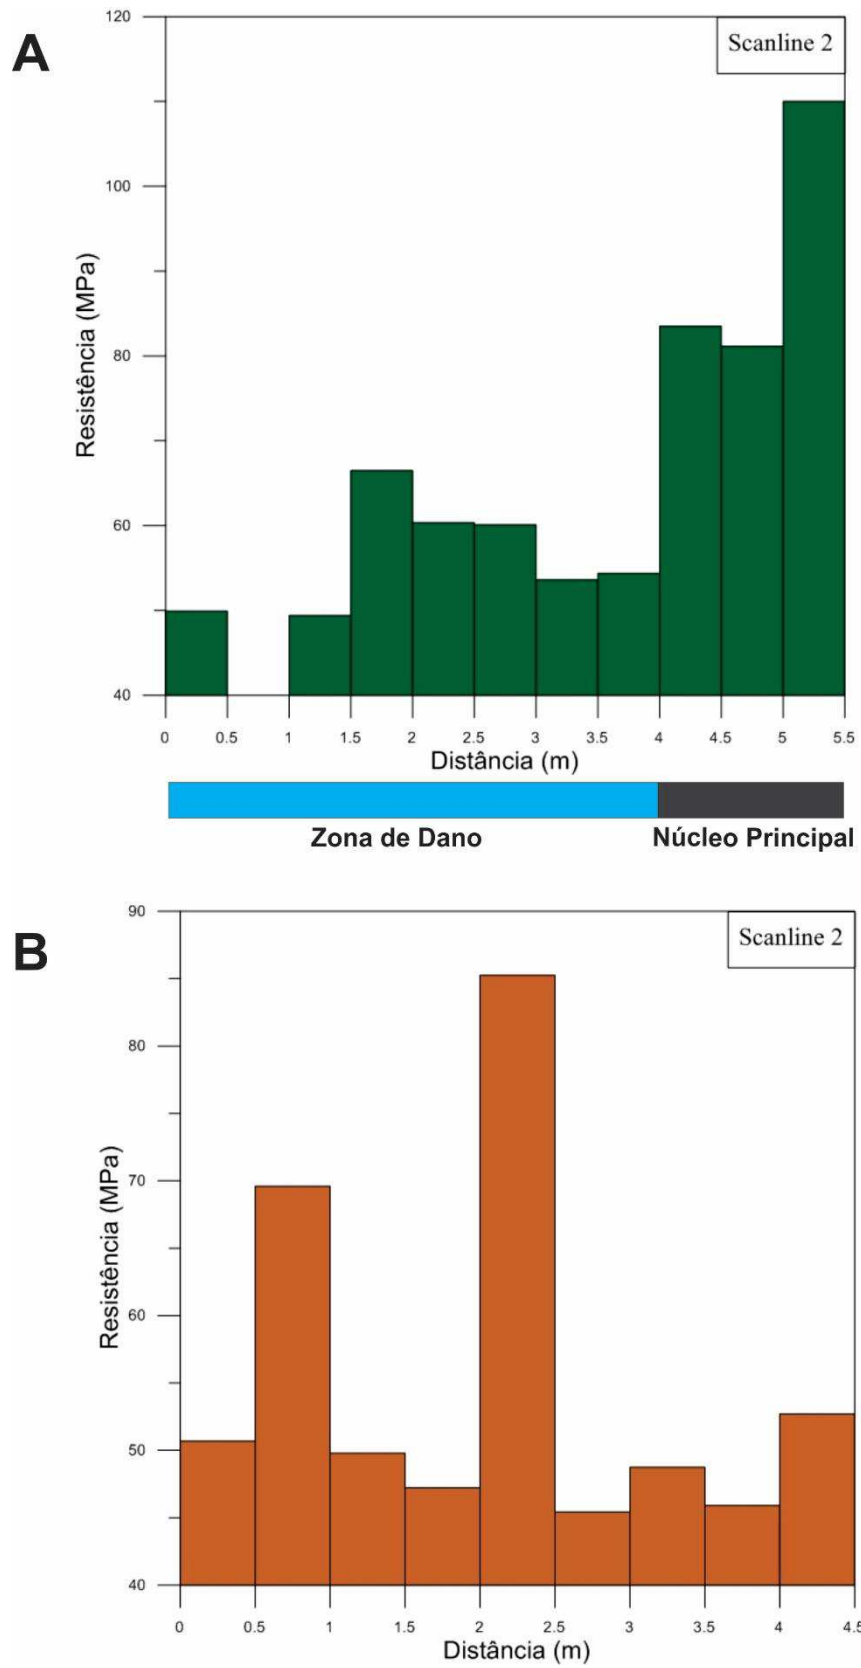 A
Scanline 2
120
100
80
60
40
Resistência (MPa)
0 0.5 1 1.5 2 2.5 3 3.5 4 4.5 5 5.5
Distância (m)
Zona de Dano Núcleo Principal
B
Scanline 2
90
80
70
60
50
40
Resistência (MPa)
0 0.5 1 1.5 2 2.5 3 3.5 4 4.5
Distância (m)